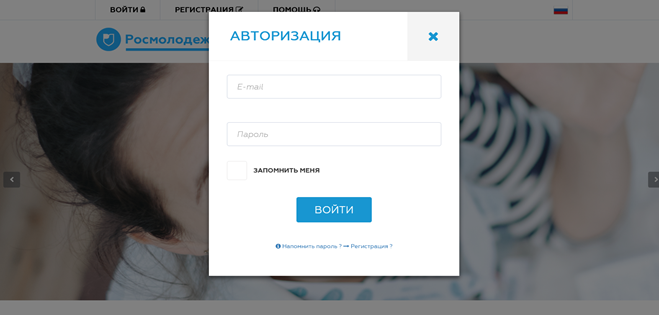 ВОЙТИ РЕГИСТРАЦИЯ ПОМОЩЬ
Росмолодеж
АВТОРИЗАЦИЯ
E-mail
Пароль
ЗАПОМНИТЬ МЕНЯ
ВОЙТИ
Напомнить пароль ? Регистрация ?